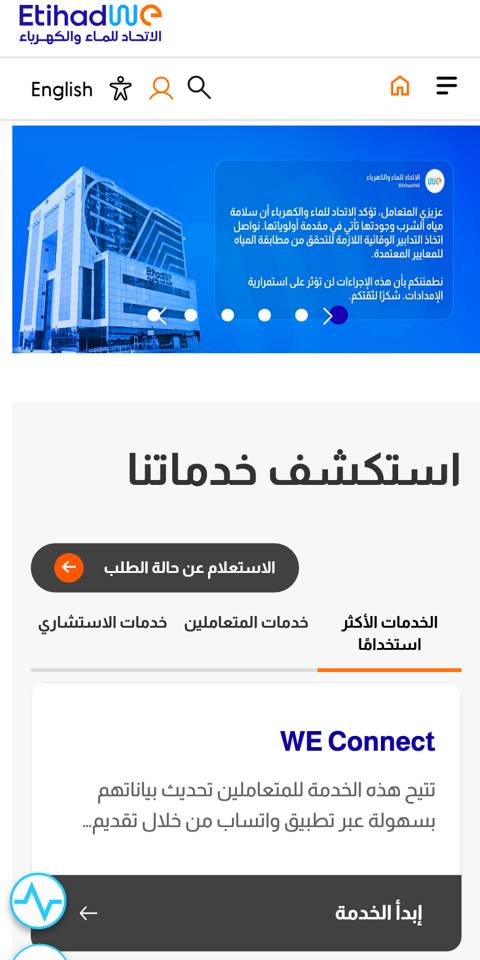 EtihadWe
الاتحاد للماء والكهرباء
English
الاتحاد للماء والكهرباء
EtihadWE
عزيزي المتعامل، تؤكد الاتحاد للماء والكهرباء أن سلامة
مياه الشرب وجودتها تأتي في مقدمة أولوياتها. نواصل
اتخاذ التدابير الوقائية اللازمة للتحقق من مطابقة المياه
للمعايير المعتمدة.
نطمئنكم بأن هذه الإجراءات لن تؤثر على استمرارية
الإمدادات. شكرًا لثقتكم.
EtihadWE
استكشف خدماتنا
الاستعلام عن حالة الطلب
الخدمات الأكثر
استخدامًا
خدمات المتعاملين
خدمات الاستشاري
WE Connect
تتيح هذه الخدمة للمتعاملين تحديث بياناتهم
بسهولة عبر تطبيق واتساب من خلال تقديم...
إبدأ الخدمة